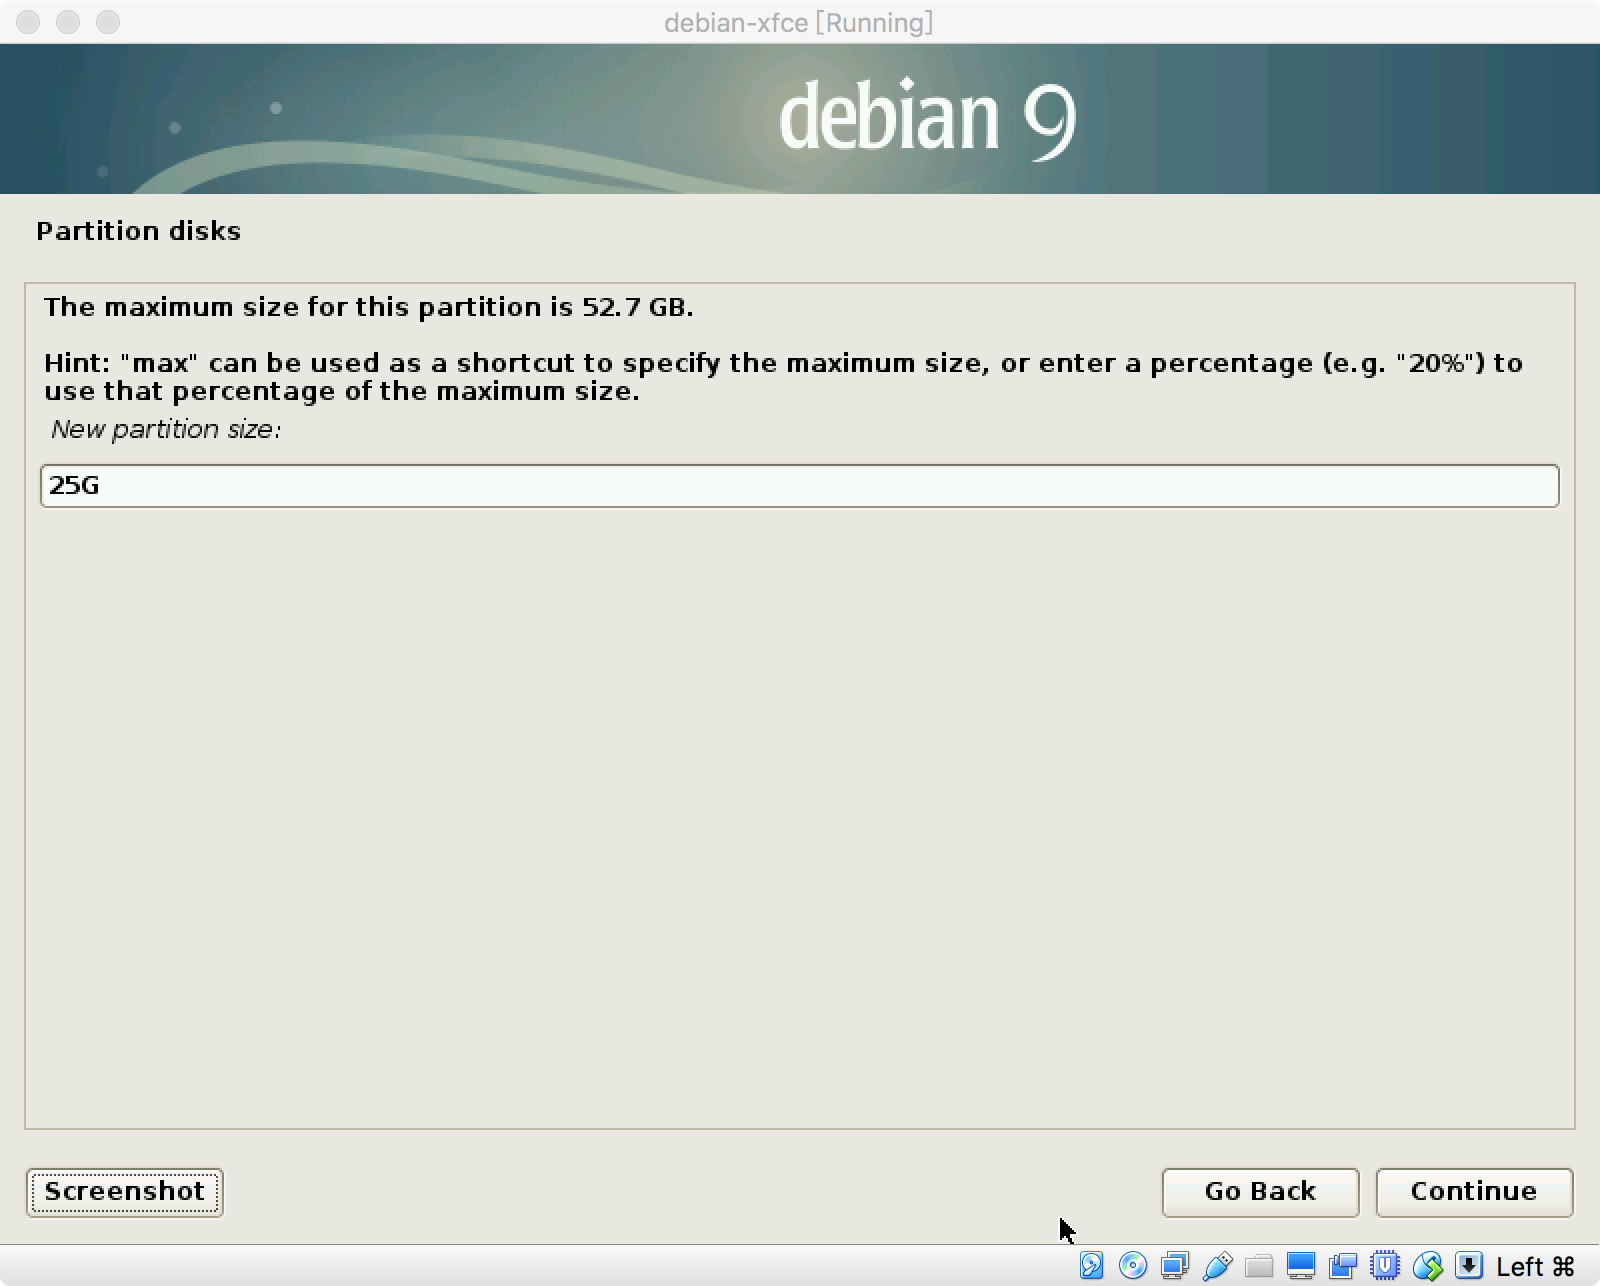 debian-xfce [Running]
debian 9
Partition disks
The maximum size for this partition is 52.7 GB.
Hint: "max" can be used as a shortcut to specify the maximum size, or enter a percentage (e.g. "20%") to
use that percentage of the maximum size.
New partition size:
25G
Screenshot
Go Back
Continue
Left ⌘